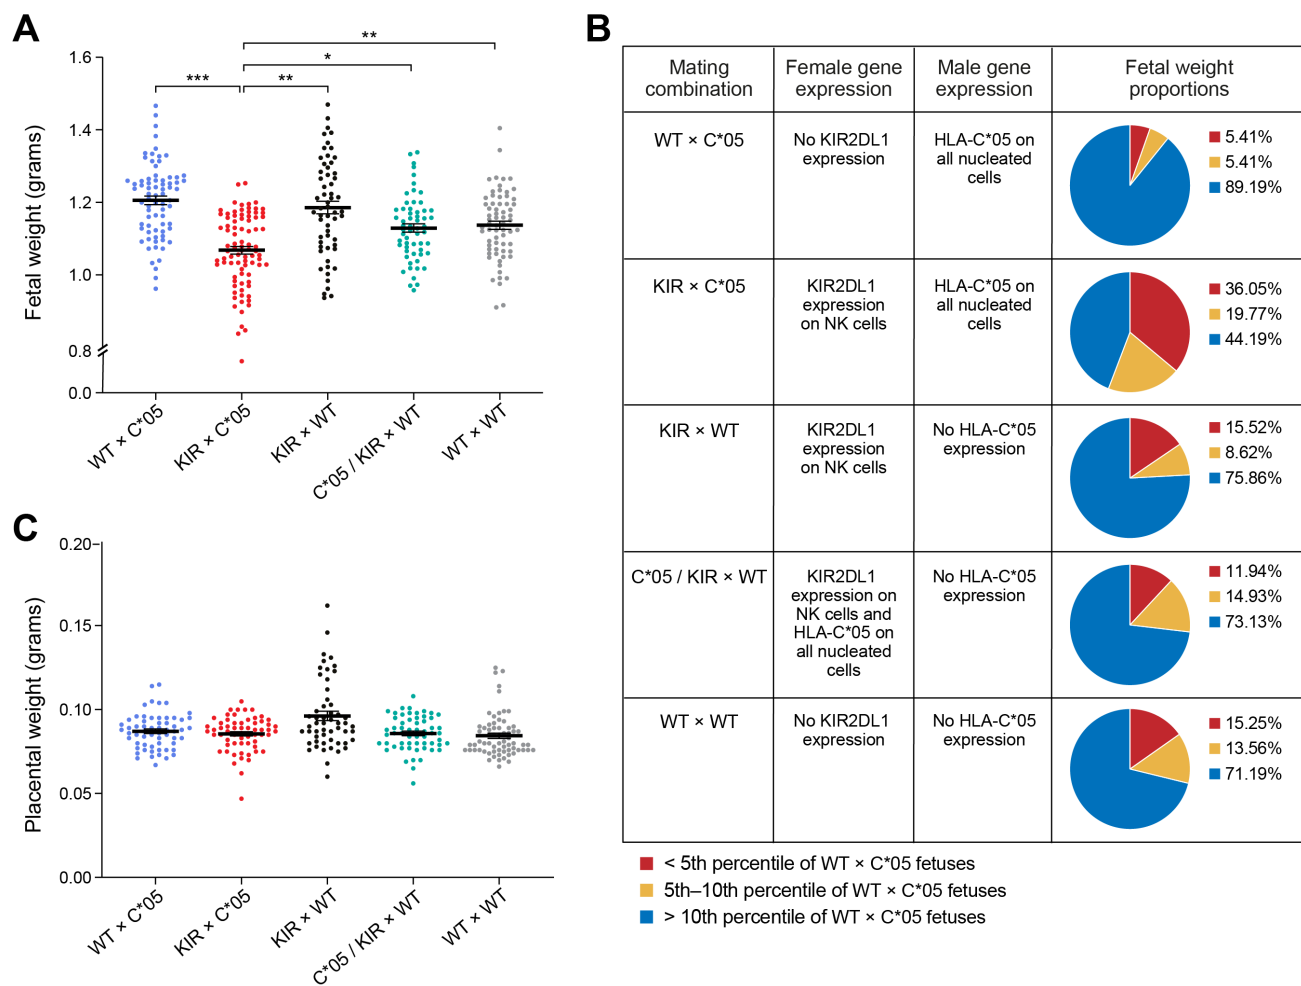 A
Fetal weight (grams)
1.6
1.4
1.2
1.0
0.8
0.0
***
**
*
**
WT × C*05
KIR × C*05
KIR × WT
C*05 / KIR × WT
WT × WT
B
Mating
combination
Female gene
expression
Male gene
expression
Fetal weight
proportions
WT × C*05
No KIR2DL1
expression
HLA-C*05 on
all nucleated
cells
5.41%
5.41%
89.19%
KIR × C*05
KIR2DL1
expression
on NK cells
HLA-C*05 on
all nucleated
cells
36.05%
19.77%
44.19%
KIR × WT
KIR2DL1
expression
on NK cells
No HLA-C*05
expression
15.52%
8.62%
75.86%
C*05 / KIR × WT
KIR2DL1
expression on
NK cells and
HLA-C*05 on
all nucleated
cells
No HLA-C*05
expression
11.94%
14.93%
73.13%
WT × WT
No KIR2DL1
expression
No HLA-C*05
expression
15.25%
13.56%
71.19%
< 5th percentile of WT × C*05 fetuses
5th–10th percentile of WT × C*05 fetuses
> 10th percentile of WT × C*05 fetuses
C
Placental weight (grams)
0.20
0.15
0.10
0.05
0.00
WT × C*05
KIR × C*05
KIR × WT
C*05 / KIR × WT
WT × WT